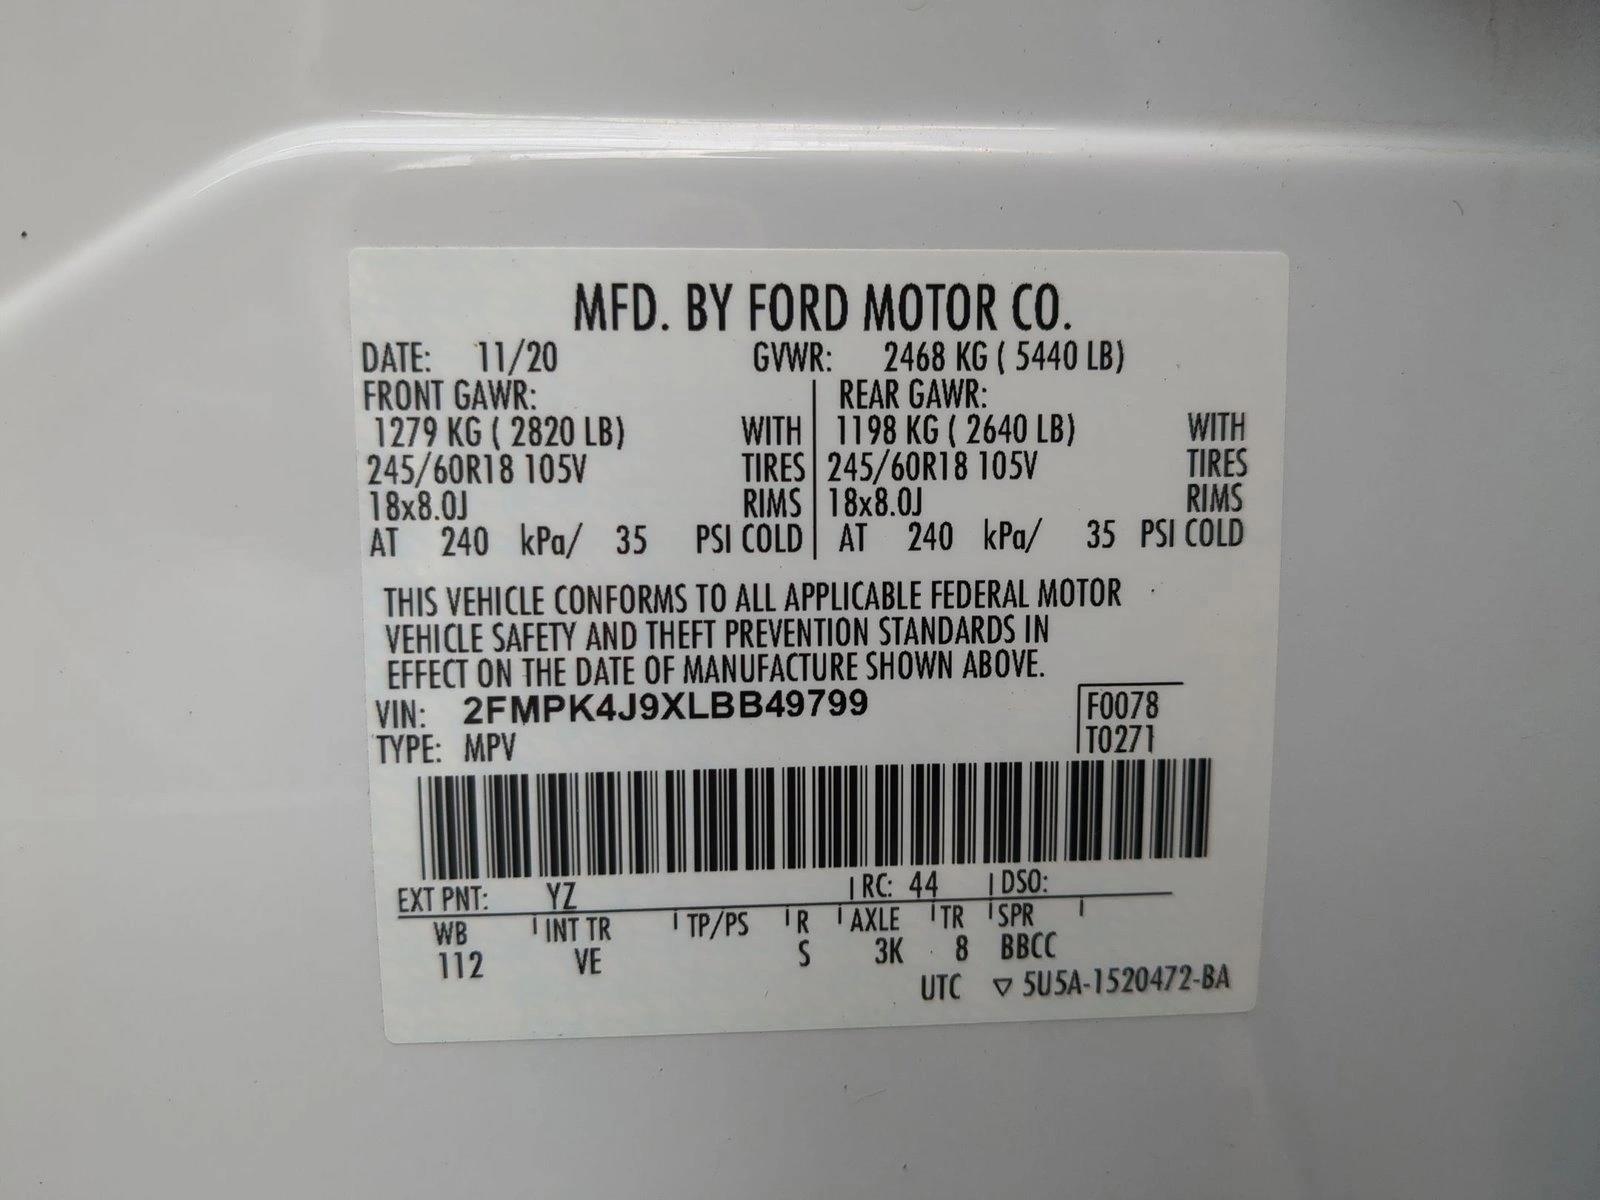 MFD. BY FORD MOTOR CO.
DATE: 11/20 GVWR: 2468 KG ( 5440 LB)
FRONT GAWR: REAR GAWR:
1279 KG ( 2820 LB) WITH 1198 KG ( 2640 LB) WITH
245/60R18 105V TIRES 245/60R18 105V TIRES
18x8.0J RIMS 18x8.0J RIMS
AT 240 kPa/ 35 PSI COLD AT 240 kPa/ 35 PSI COLD
THIS VEHICLE CONFORMS TO ALL APPLICABLE FEDERAL MOTOR
VEHICLE SAFETY AND THEFT PREVENTION STANDARDS IN
EFFECT ON THE DATE OF MANUFACTURE SHOWN ABOVE.
VIN: 2FMPK4J9XLBB49799 F0078
TYPE: MPV T0271
EXT PNT: YZ RC: 44 DSO:
WB INT TR TP/PS R AXLE TR SPR
112 VE S 3K 8 BBCC
UTC ▽ 5U5A-1520472-BA